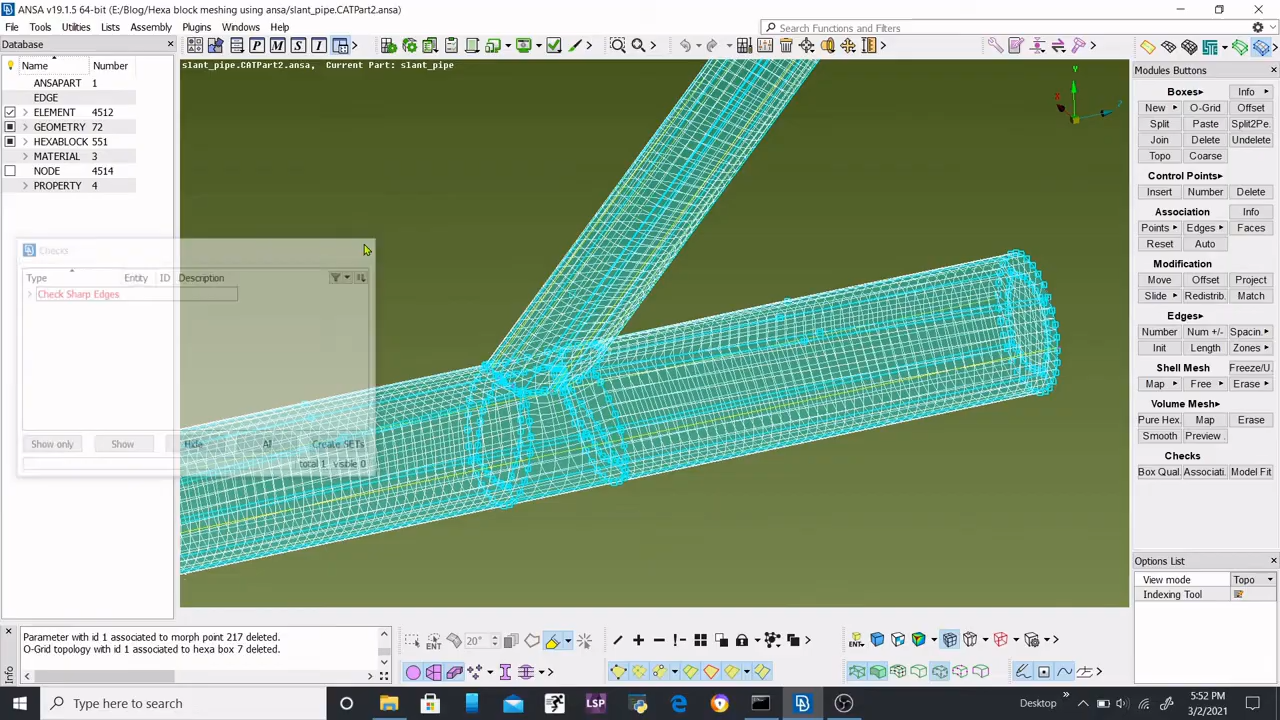 ANSA v19.1.5 64-bit (E:/Blog/Hexa block meshing using ansa/slant_pipe.CATPart2.ansa)
File Tools Utilities Lists Assembly Plugins Windows Help
Search Functions and Filters
Database
Name Number
ANSAPART 1
EDGE
ELEMENT 4512
GEOMETRY 72
HEXABLOCK 551
MATERIAL 3
NODE 4514
PROPERTY 4
P M S I
slant_pipe.CATPart2.ansa, Current Part: slant_pipe
Y
X
Z
Checks
Type Entity ID Description
Check Sharp Edges
Show only Show Hide All Create SETs
total 1 visible 0
Modules Buttons
Boxes▸ Info
New O-Grid Offset
Split Paste Split2Pe.
Join Delete Undelete
Topo Coarse
Control Points▸
Insert Number Delete
Association Info
Points Edges Faces
Reset Auto
Modification
Move Offset Project
Slide Redistrib. Match
Edges:
Number Num +/- Spacin.
Init Length Zones
Shell Mesh Freeze/U.
Map Free Erase
Volume Mesh
Pure Hex. Map Erase
Smooth Preview .
Checks
Box Qual. Associati. Model Fit
Options List
View mode Topo
Indexing Tool
Info
Parameter with id 1 associated to morph point 217 deleted.
O-Grid topology with id 1 associated to hexa box 7 deleted.
ENT 20° ENT
Type here to search
LSP
Desktop
5:52 PM
3/2/2021